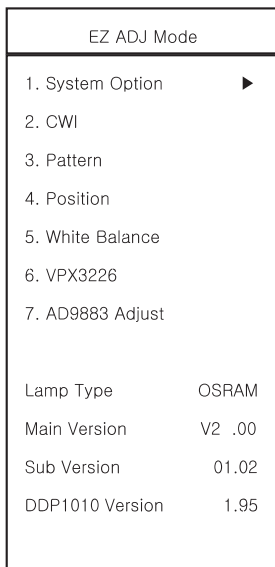 EZ ADJ Mode
1. System Option ▶
2. CWI
3. Pattern
4. Position
5. White Balance
6. VPX3226
7. AD9883 Adjust
Lamp Type OSRAM
Main Version V2 .00
Sub Version 01.02
DDP1010 Version 1.95